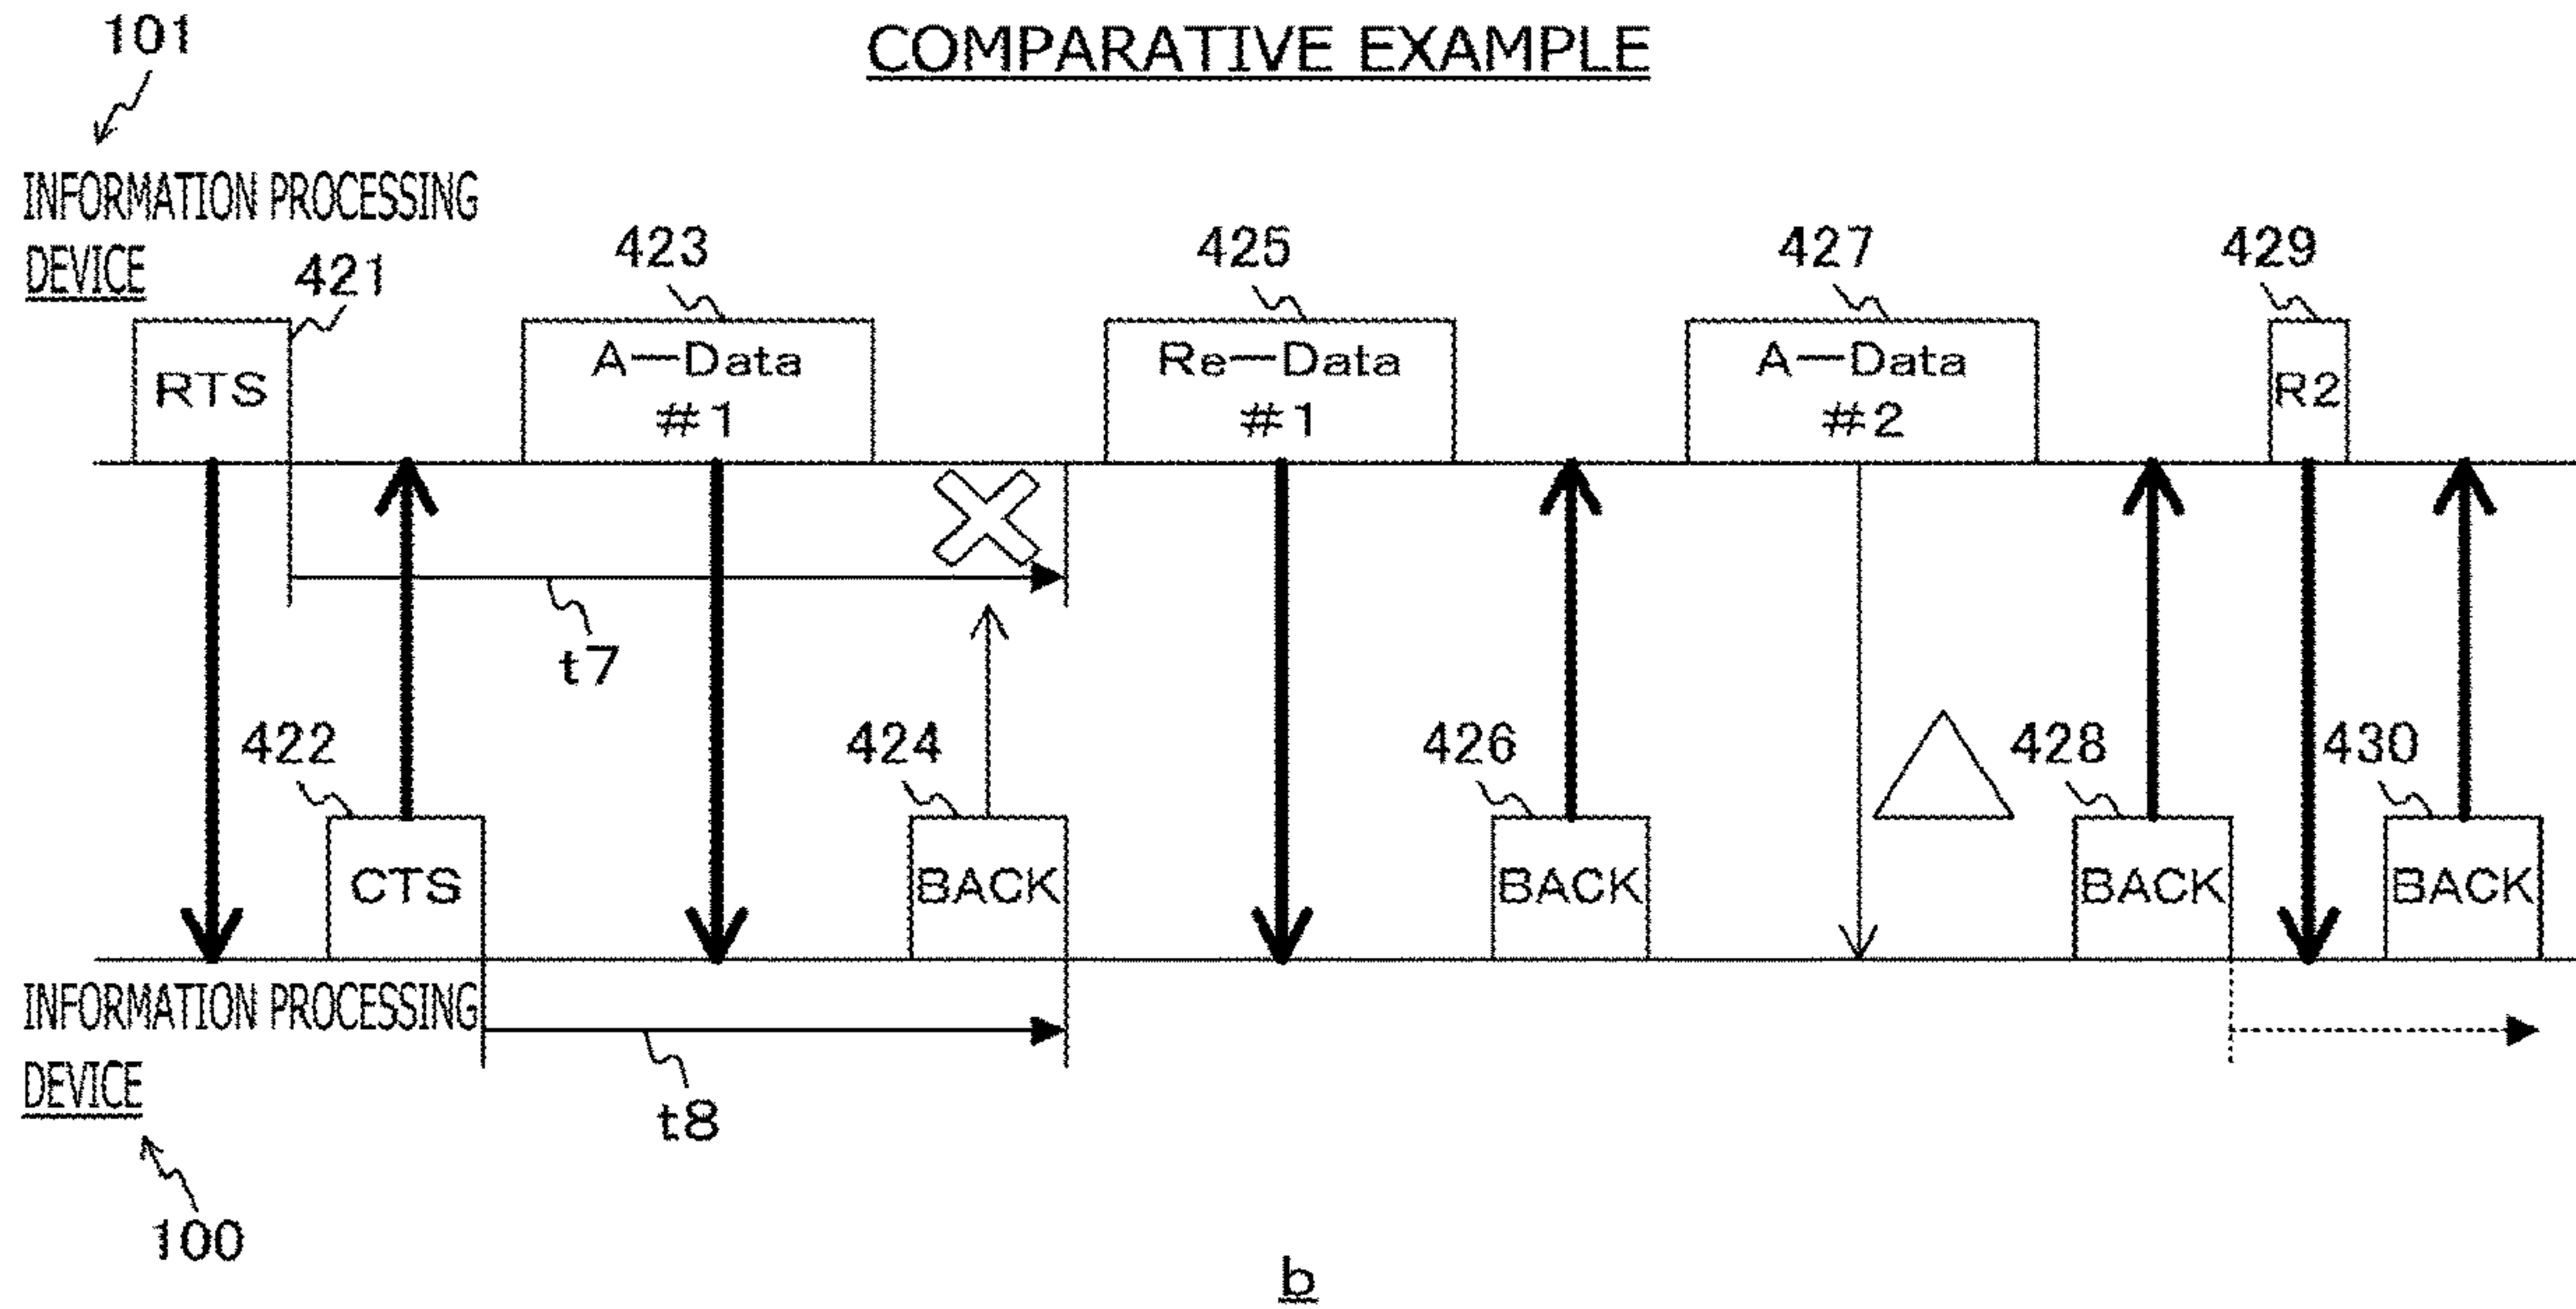 COMPARATIVE EXAMPLE
101
INFORMATION PROCESSING
DEVICE
421
423
425
427
429
RTS
A—Data
#1
Re—Data
#1
A—Data
#2
R2
t7
422
424
426
428
430
CTS
BACK
BACK
BACK
BACK
INFORMATION PROCESSING
DEVICE
t8
100
b